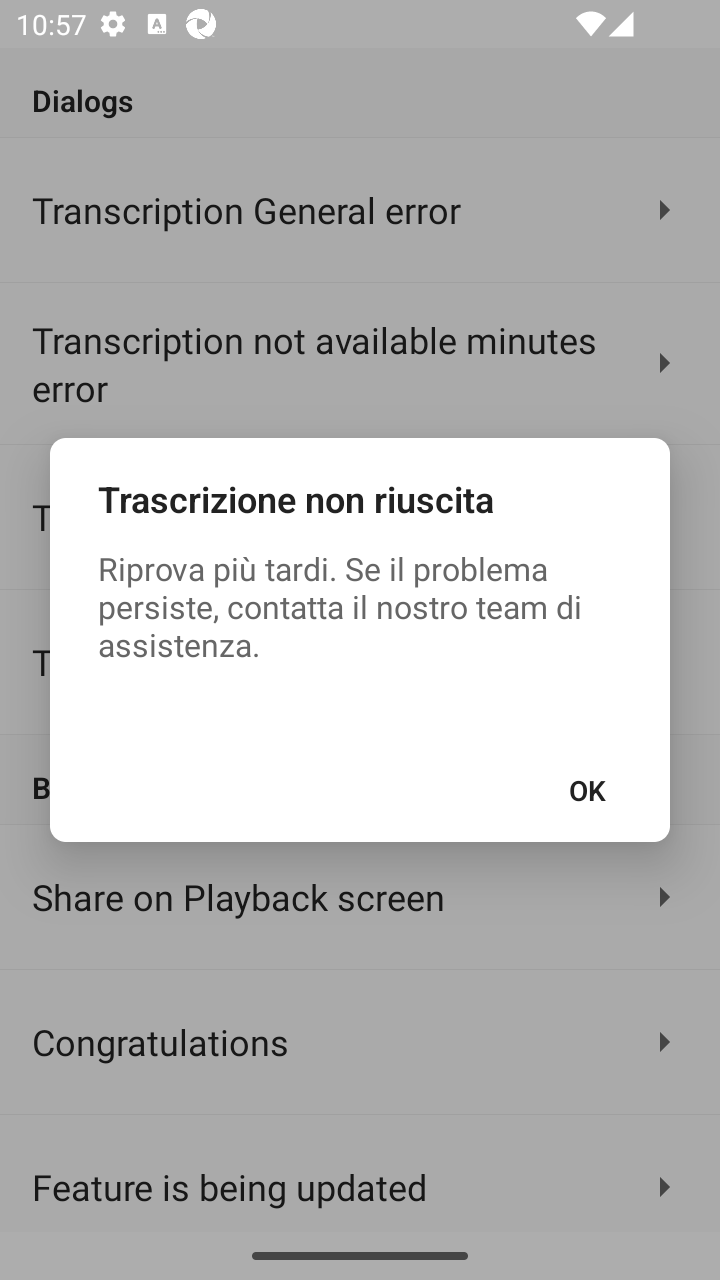 10:57
Dialogs
Transcription General error
Transcription not available minutes
error
T
Trascrizione non riuscita
Riprova più tardi. Se il problema
persiste, contatta il nostro team di
assistenza.
T
B
OK
Share on Playback screen
Congratulations
Feature is being updated